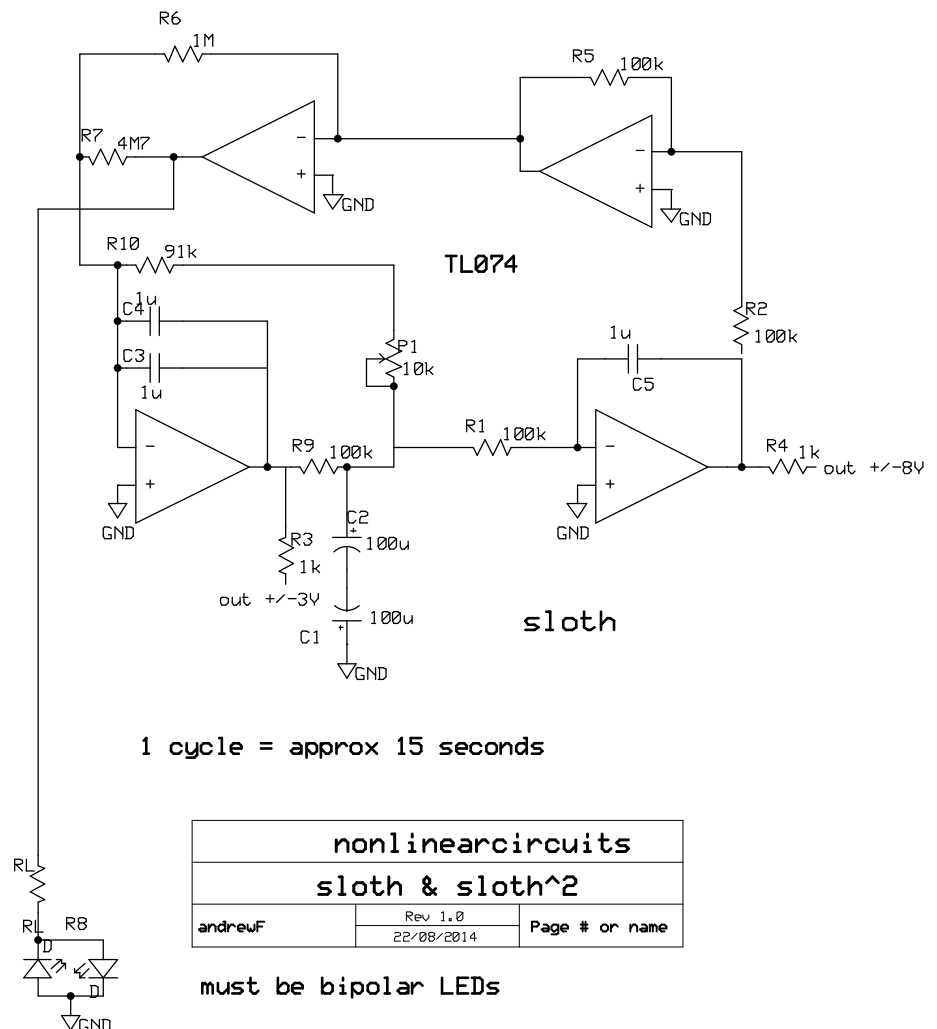 R6
1M
R5
100k
R7
4M7
−
+
GND
−
+
GND
R10
91k
TL074
1u
C4
R2
100k
C3
1u
P1
10k
1u
C5
−
+
GND
R9
100k
R1
100k
−
+
GND
R4
1k
out +/-8V
C2
+
100u
R3
1k
out +/-3V
100u
C1
+
GND
sloth
1 cycle = approx 15 seconds
nonlinearcircuits
sloth & sloth^2
andrewF
Rev 1.0
22/08/2014
Page # or name
RL
RL
R8
D
D
GND
must be bipolar LEDs